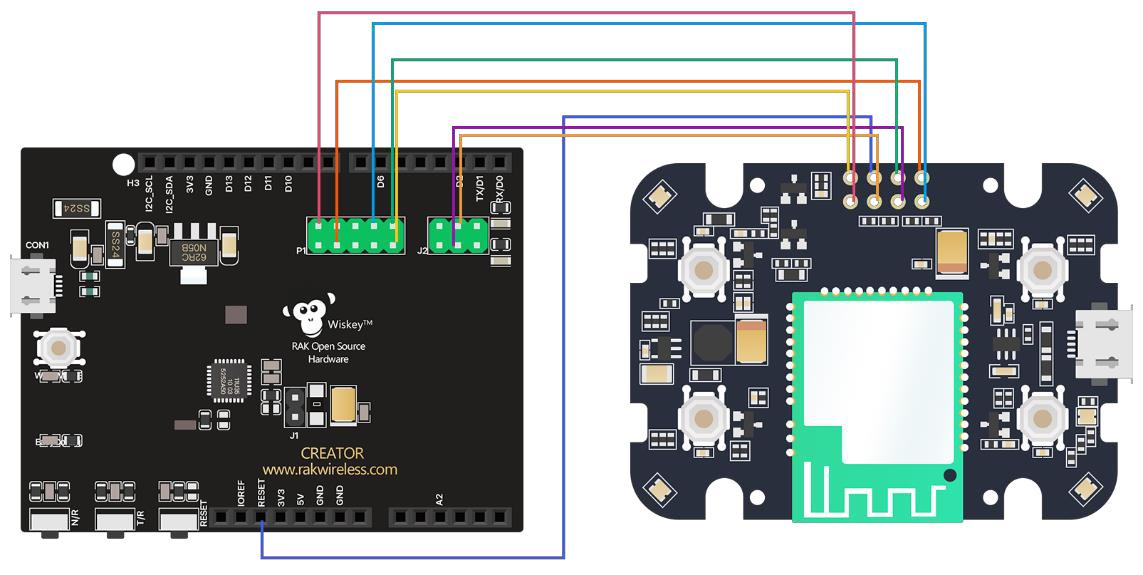 H3
I2C_SCL
I2C_SDA
3V3
GND
D13
D12
D11
D10
D6
D3
TX/D1
RX/D0
SS24
SS24
CON1
62RC
N05B
P1
J2
Wiskey™
RAK Open Source
Hardware
J1
CREATOR
www.rakwireless.com
N/R
T/R
RESET
IOREF
RESET
3V3
5V
GND
GND
A2